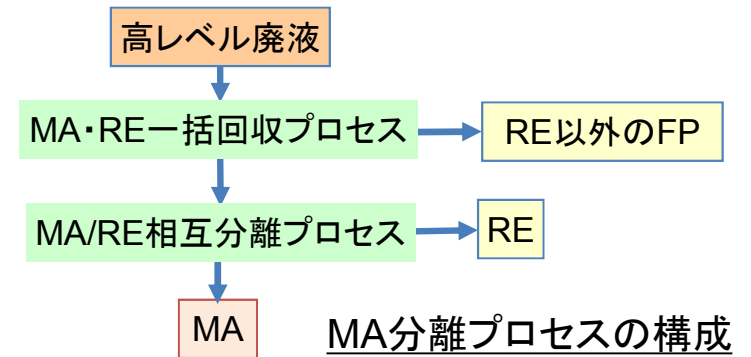 高レベル廃液
MA・RE一括回収プロセス
RE以外のFP
MA/RE相互分離プロセス
RE
MA
MA分離プロセスの構成